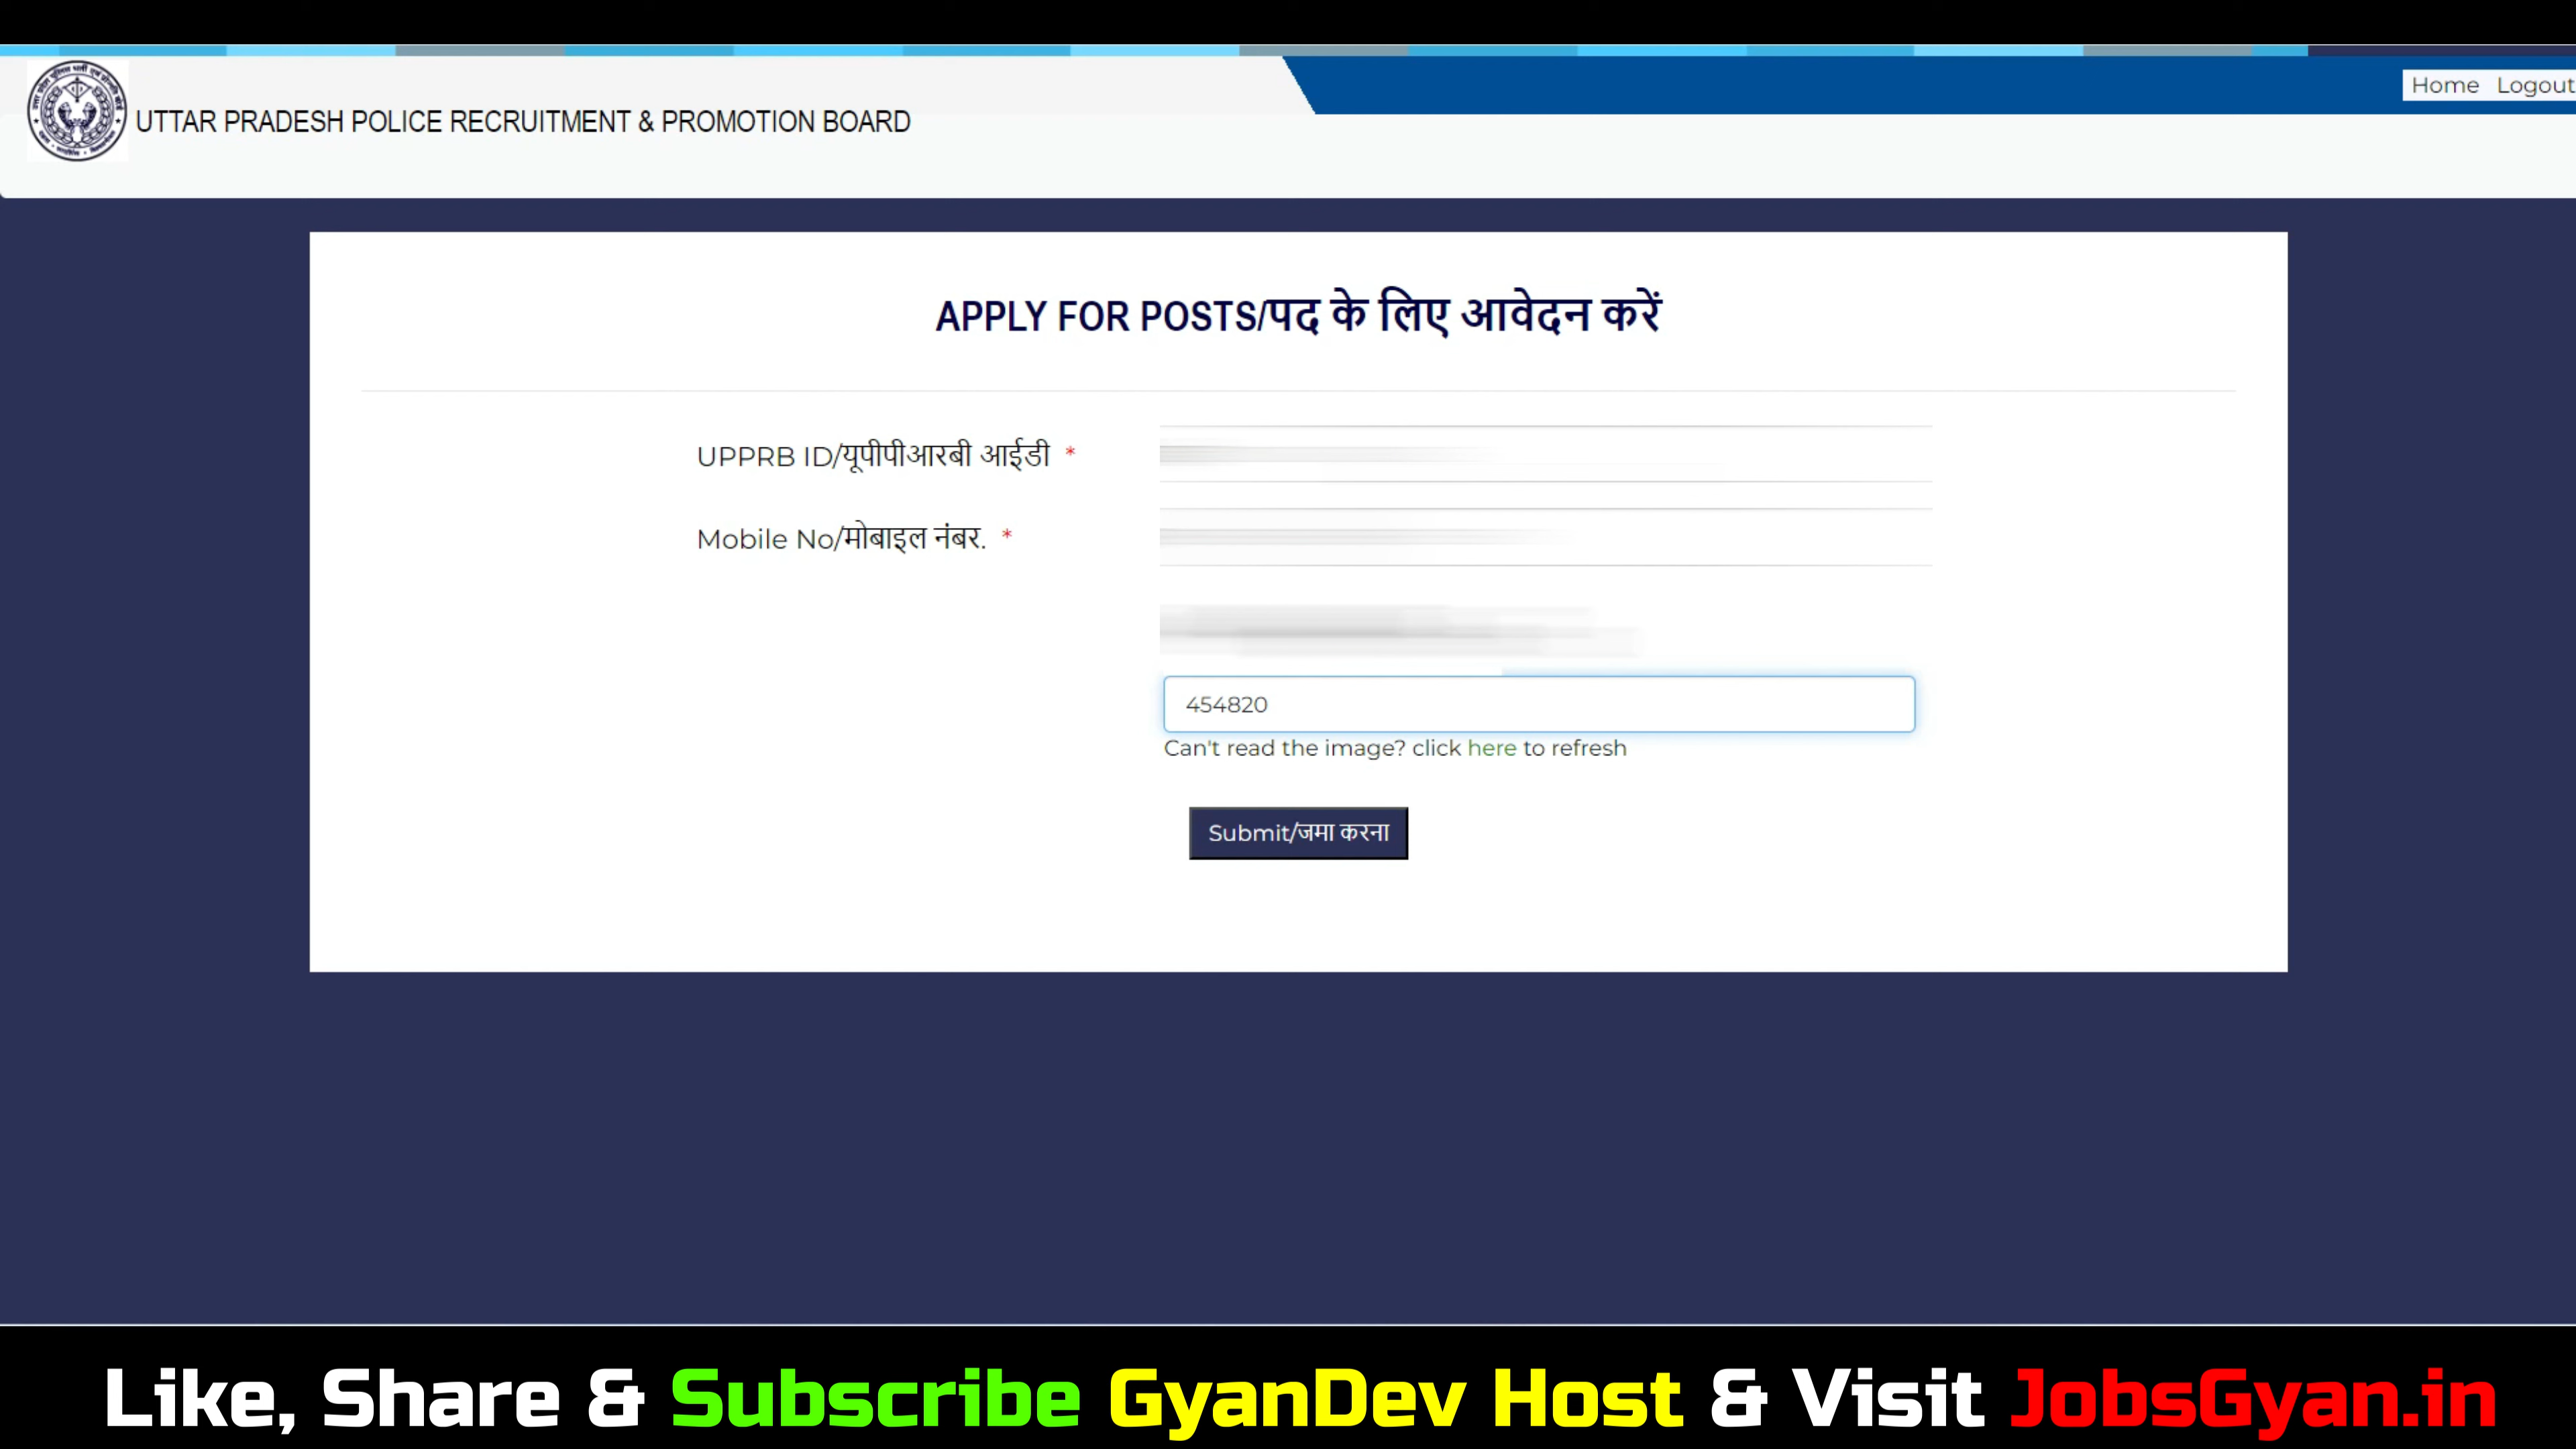 Home Logout
UTTAR PRADESH POLICE RECRUITMENT & PROMOTION BOARD
APPLY FOR POSTS/पद के लिए आवेदन करें
UPPRB ID/यूपीपीआरबी आईडी *
Mobile No/मोबाइल नंबर. *
454820
Can't read the image? click here to refresh
Submit/जमा करना
Like, Share & Subscribe GyanDev Host & Visit JobsGyan.in